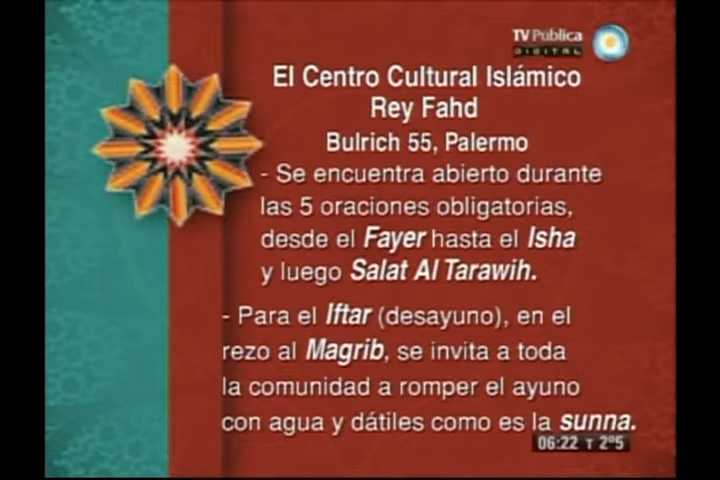 TV Pública
DIGITAL
El Centro Cultural Islámico
Rey Fahd
Bulrich 55, Palermo
- Se encuentra abierto durante
las 5 oraciones obligatorias,
desde el Fayer hasta el Isha
y luego Salat Al Tarawih.
- Para el Iftar (desayuno), en el
rezo al Magrib, se invita a toda
la comunidad a romper el ayuno
con agua y dátiles como es la sunna.
06:22 T 2º5